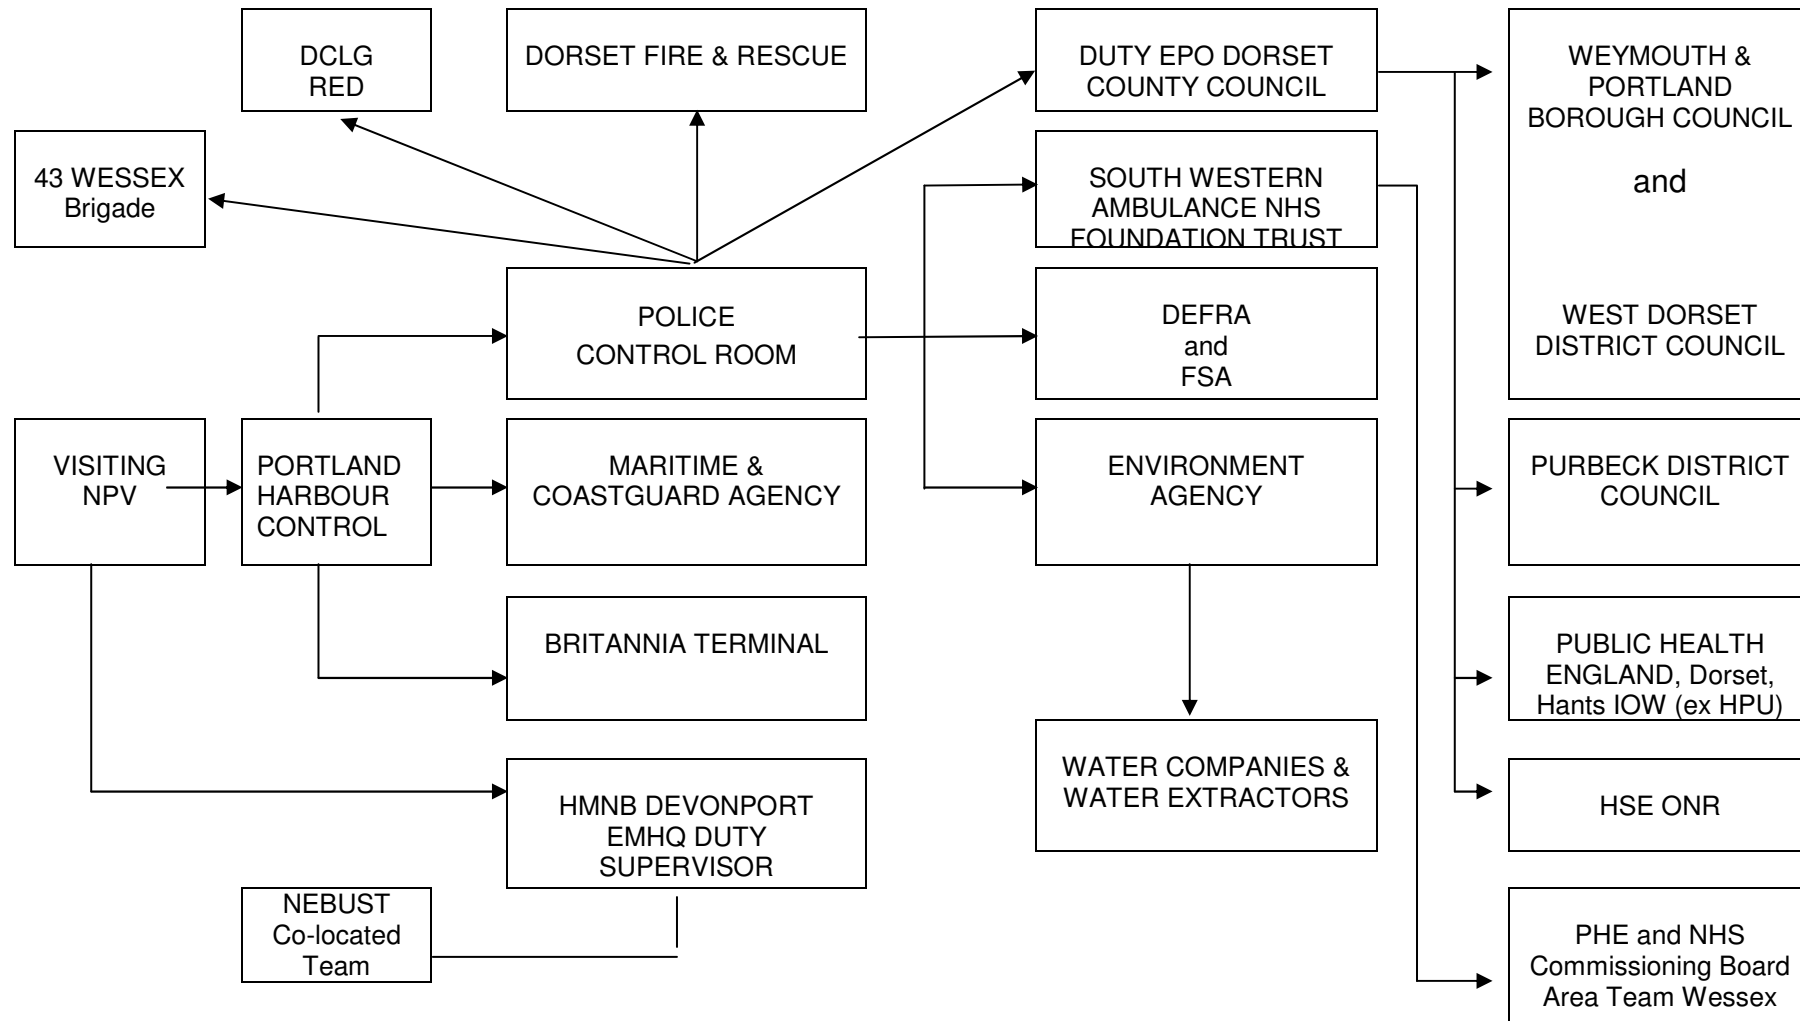 DCLG
RED
DORSET FIRE & RESCUE
DUTY EPO DORSET
COUNTY COUNCIL
WEYMOUTH &
PORTLAND
BOROUGH COUNCIL
and
WEST DORSET
DISTRICT COUNCIL
43 WESSEX
Brigade
SOUTH WESTERN
AMBULANCE NHS
FOUNDATION TRUST
POLICE
CONTROL ROOM
DEFRA
and
FSA
VISITING
NPV
PORTLAND
HARBOUR
CONTROL
MARITIME &
COASTGUARD AGENCY
ENVIRONMENT
AGENCY
PURBECK DISTRICT
COUNCIL
BRITANNIA TERMINAL
PUBLIC HEALTH
ENGLAND, Dorset,
Hants IOW (ex HPU)
WATER COMPANIES &
WATER EXTRACTORS
HMNB DEVONPORT
EMHQ DUTY
SUPERVISOR
HSE ONR
NEBUST
Co-located
Team
PHE and NHS
Commissioning Board
Area Team Wessex